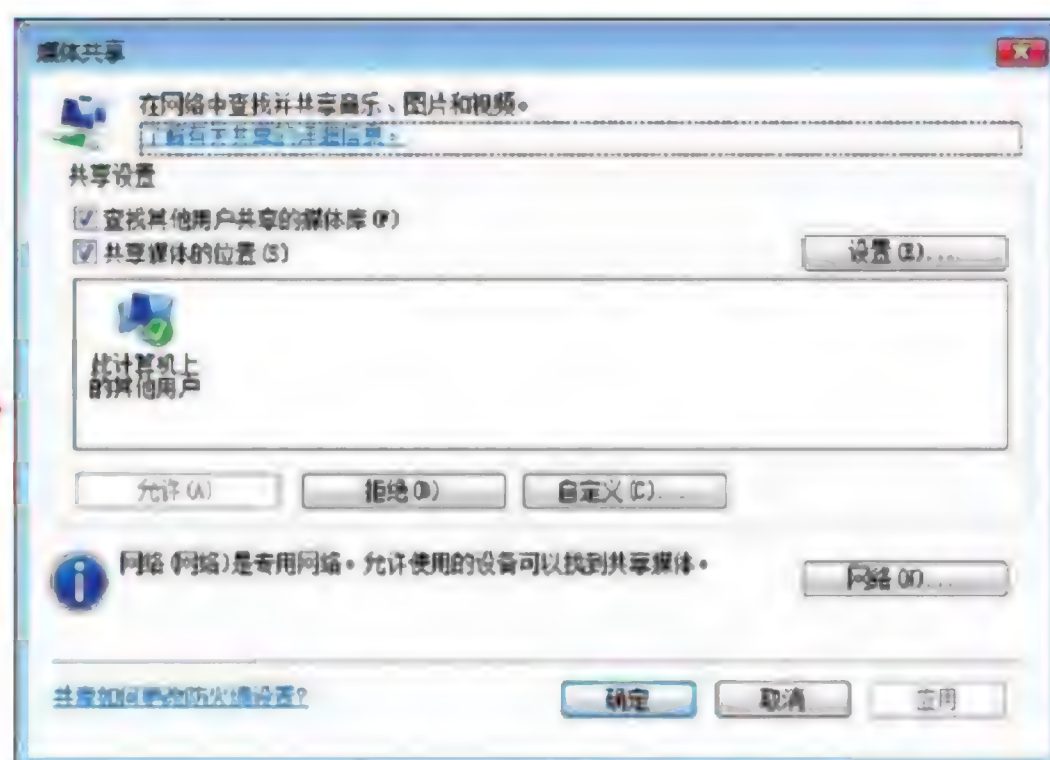 媒体共享
在网络中查找并共享音乐、图片和视频。
共享设置
查找其他用户共享的媒体库(F)
共享媒体的位置(S)
设置(E)...
此计算机上
的其他用户
允许(A)
拒绝(D)
自定义(C)...
网络(网络)是专用网络。允许使用的设备可以找到共享媒体。
网络(N)...
共享如何更改防火墙设置?
确定
取消
应用